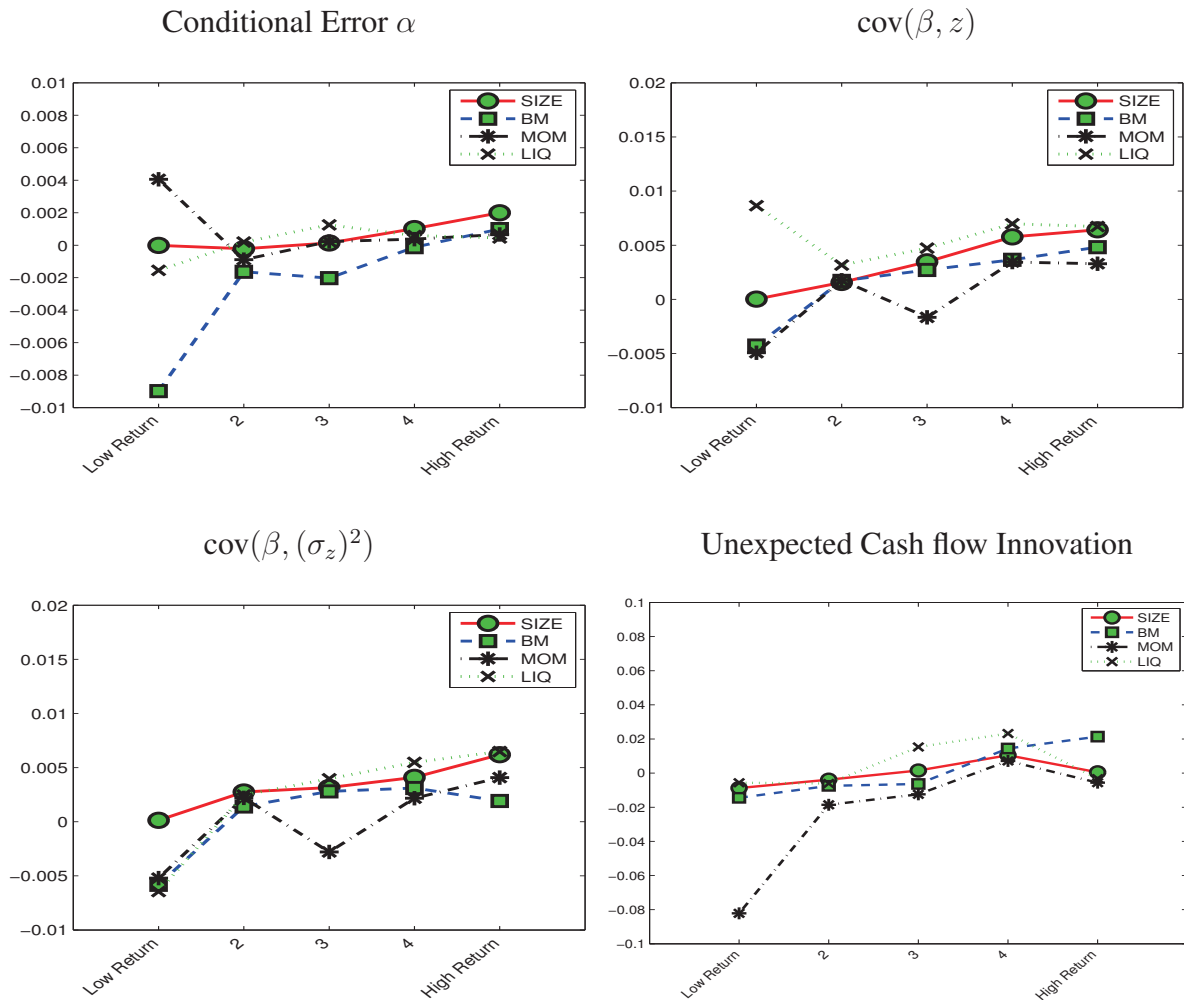 Conditional Error α
0.01
0.008
0.006
0.004
0.002
0
−0.002
−0.004
−0.006
−0.008
−0.01
SIZE
BM
MOM
LIQ
Low Return
2
3
4
High Return
cov(β, z)
0.02
0.015
0.01
0.005
0
−0.005
−0.01
SIZE
BM
MOM
LIQ
Low Return
2
3
4
High Return
cov(β, (σ_z)²)
0.02
0.015
0.01
0.005
0
−0.005
−0.01
SIZE
BM
MOM
LIQ
Low Return
2
3
4
High Return
Unexpected Cash flow Innovation
0.1
0.08
0.06
0.04
0.02
0
−0.02
−0.04
−0.06
−0.08
−0.1
SIZE
BM
MOM
LIQ
Low Return
2
3
4
High Return